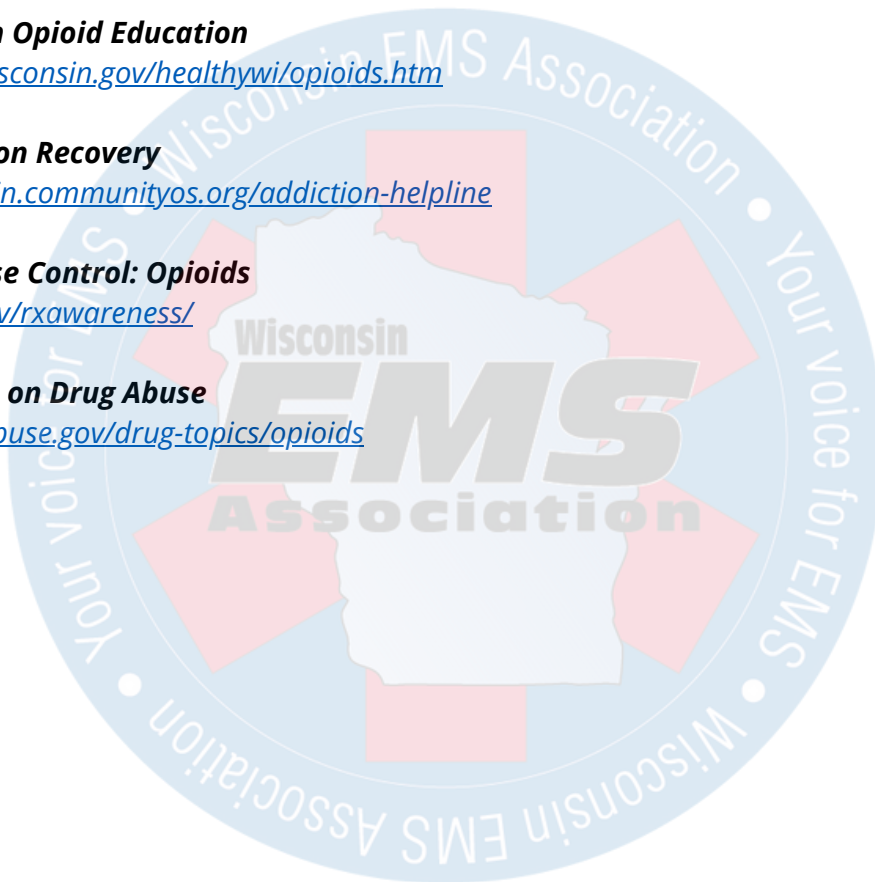 n Opioid Education
sconsin.gov/healthywi/opioids.htm
on Recovery
in.communityos.org/addiction-helpline
se Control: Opioids
v/rxawareness/
on Drug Abuse
buse.gov/drug-topics/opioids
Wisconsin
EMS
Association
Wisconsin EMS Association • Your voice for EMS • Wisconsin EMS Association • Your voice for EMS •